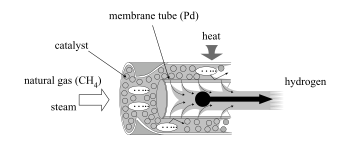 membrane tube (Pd)
catalyst
heat
natural gas (CH₄)
hydrogen
steam